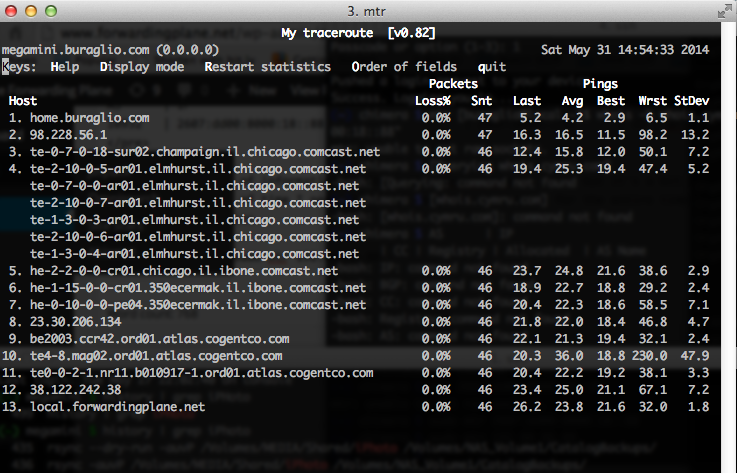 3. mtr
My traceroute [v0.82]
megamini.buraglio.com (0.0.0.0) Sat May 31 14:54:33 2014
Keys: Help Display mode Restart statistics Order of fields quit
Packets Pings
Host Loss% Snt Last Avg Best Wrst StDev
1. home.buraglio.com 0.0% 47 5.2 4.2 2.9 6.5 1.1
2. 98.228.56.1 0.0% 47 16.3 16.5 11.5 98.2 13.2
3. te-0-7-0-18-sur02.champaign.il.chicago.comcast.net 0.0% 46 12.4 15.8 12.0 50.1 7.2
4. te-2-10-0-5-ar01.elmhurst.il.chicago.comcast.net 0.0% 46 19.4 25.3 19.4 47.4 5.2
te-0-7-0-0-ar01.elmhurst.il.chicago.comcast.net
te-2-10-0-7-ar01.elmhurst.il.chicago.comcast.net
te-1-3-0-3-ar01.elmhurst.il.chicago.comcast.net
te-2-10-0-6-ar01.elmhurst.il.chicago.comcast.net
te-1-3-0-4-ar01.elmhurst.il.chicago.comcast.net
5. he-2-2-0-0-cr01.chicago.il.ibone.comcast.net 0.0% 46 23.7 24.8 21.6 38.6 2.9
6. he-1-15-0-0-cr01.350ecermak.il.ibone.comcast.net 0.0% 46 18.9 22.7 18.8 29.2 2.4
7. he-0-10-0-0-pe04.350ecermak.il.ibone.comcast.net 0.0% 46 20.4 22.3 18.6 58.5 7.1
8. 23.30.206.134 0.0% 46 21.8 22.0 18.4 46.8 4.7
9. be2003.ccr42.ord01.atlas.cogentco.com 0.0% 46 22.1 21.3 19.4 32.1 2.4
10. te4-8.mag02.ord01.atlas.cogentco.com 0.0% 46 20.3 36.0 18.8 230.0 47.9
11. te0-0-2-1.nr11.b010917-1.ord01.atlas.cogentco.com 0.0% 46 20.4 22.2 19.2 38.1 3.3
12. 38.122.242.38 0.0% 46 23.4 25.0 21.1 67.1 7.2
13. local.forwardingplane.net 0.0% 46 26.2 23.8 21.6 32.0 1.8